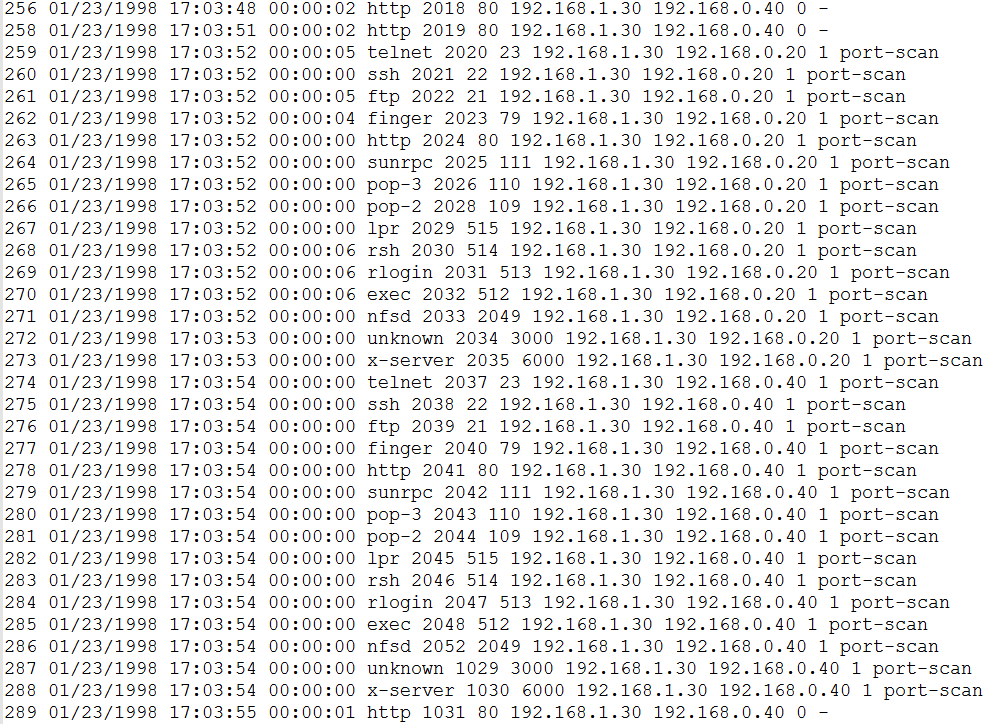 256 01/23/1998 17:03:48 00:00:02 http 2018 80 192.168.1.30 192.168.0.40 0 -
258 01/23/1998 17:03:51 00:00:02 http 2019 80 192.168.1.30 192.168.0.40 0 -
259 01/23/1998 17:03:52 00:00:05 telnet 2020 23 192.168.1.30 192.168.0.20 1 port-scan
260 01/23/1998 17:03:52 00:00:05 ssh 2021 22 192.168.1.30 192.168.0.20 1 port-scan
261 01/23/1998 17:03:52 00:00:05 ftp 2022 21 192.168.1.30 192.168.0.20 1 port-scan
262 01/23/1998 17:03:52 00:00:04 finger 2023 79 192.168.1.30 192.168.0.20 1 port-scan
263 01/23/1998 17:03:52 00:00:00 http 2024 80 192.168.1.30 192.168.0.20 1 port-scan
264 01/23/1998 17:03:52 00:00:00 sunrpc 2025 111 192.168.1.30 192.168.0.20 1 port-scan
265 01/23/1998 17:03:52 00:00:00 pop-3 2026 110 192.168.1.30 192.168.0.20 1 port-scan
266 01/23/1998 17:03:52 00:00:00 pop-2 2028 109 192.168.1.30 192.168.0.20 1 port-scan
267 01/23/1998 17:03:52 00:00:00 lpr 2029 515 192.168.1.30 192.168.0.20 1 port-scan
268 01/23/1998 17:03:52 00:00:06 rsh 2030 514 192.168.1.30 192.168.0.20 1 port-scan
269 01/23/1998 17:03:52 00:00:06 rlogin 2031 513 192.168.1.30 192.168.0.20 1 port-scan
270 01/23/1998 17:03:52 00:00:06 exec 2032 512 192.168.1.30 192.168.0.20 1 port-scan
271 01/23/1998 17:03:52 00:00:00 nfsd 2033 2049 192.168.1.30 192.168.0.20 1 port-scan
272 01/23/1998 17:03:53 00:00:00 unknown 2034 3000 192.168.1.30 192.168.0.20 1 port-scan
273 01/23/1998 17:03:53 00:00:00 x-server 2035 6000 192.168.1.30 192.168.0.20 1 port-scan
274 01/23/1998 17:03:54 00:00:00 telnet 2037 23 192.168.1.30 192.168.0.40 1 port-scan
275 01/23/1998 17:03:54 00:00:00 ssh 2038 22 192.168.1.30 192.168.0.40 1 port-scan
276 01/23/1998 17:03:54 00:00:00 ftp 2039 21 192.168.1.30 192.168.0.40 1 port-scan
277 01/23/1998 17:03:54 00:00:00 finger 2040 79 192.168.1.30 192.168.0.40 1 port-scan
278 01/23/1998 17:03:54 00:00:00 http 2041 80 192.168.1.30 192.168.0.40 1 port-scan
279 01/23/1998 17:03:54 00:00:00 sunrpc 2042 111 192.168.1.30 192.168.0.40 1 port-scan
280 01/23/1998 17:03:54 00:00:00 pop-3 2043 110 192.168.1.30 192.168.0.40 1 port-scan
281 01/23/1998 17:03:54 00:00:00 pop-2 2044 109 192.168.1.30 192.168.0.40 1 port-scan
282 01/23/1998 17:03:54 00:00:00 lpr 2045 515 192.168.1.30 192.168.0.40 1 port-scan
283 01/23/1998 17:03:54 00:00:00 rsh 2046 514 192.168.1.30 192.168.0.40 1 port-scan
284 01/23/1998 17:03:54 00:00:00 rlogin 2047 513 192.168.1.30 192.168.0.40 1 port-scan
285 01/23/1998 17:03:54 00:00:00 exec 2048 512 192.168.1.30 192.168.0.40 1 port-scan
286 01/23/1998 17:03:54 00:00:00 nfsd 2052 2049 192.168.1.30 192.168.0.40 1 port-scan
287 01/23/1998 17:03:54 00:00:00 unknown 1029 3000 192.168.1.30 192.168.0.40 1 port-scan
288 01/23/1998 17:03:54 00:00:00 x-server 1030 6000 192.168.1.30 192.168.0.40 1 port-scan
289 01/23/1998 17:03:55 00:00:01 http 1031 80 192.168.1.30 192.168.0.40 0 -